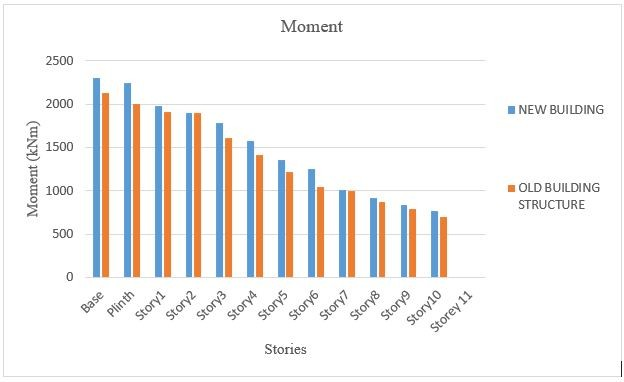 Moment
2500
2000
1500
1000
500
0
Moment (kNm)
Base
Plinth
Story1
Story2
Story3
Story4
Story5
Story6
Story7
Story8
Story9
Story10
Storey 11
Stories
NEW BUILDING
OLD BUILDING
STRUCTURE